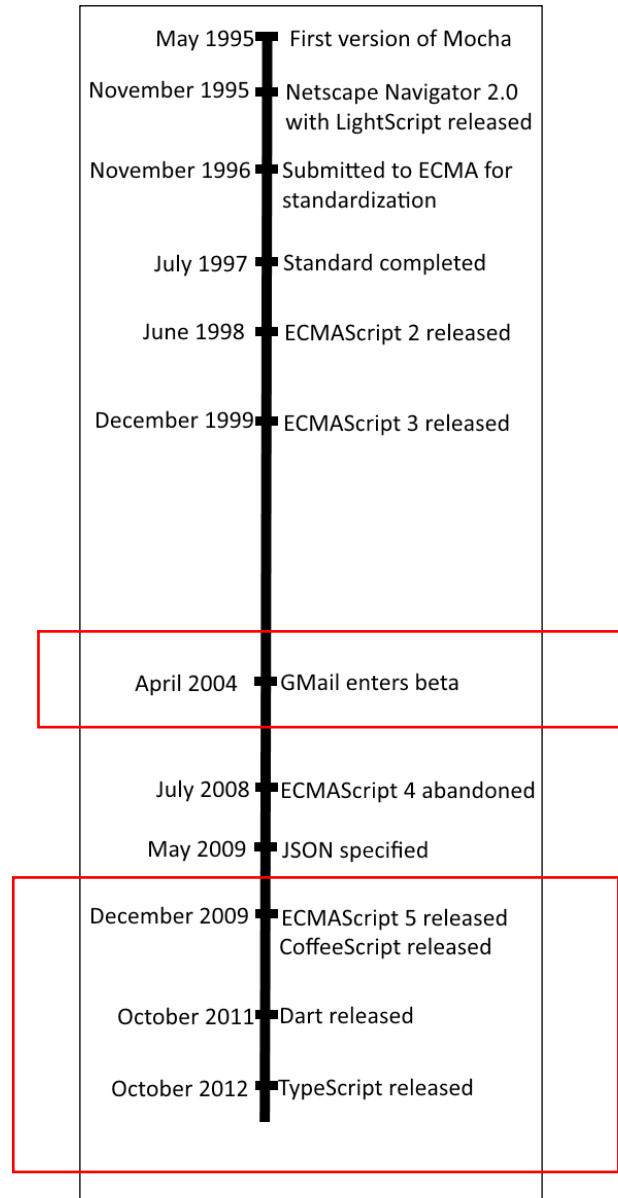 May 1995 First version of Mocha
November 1995 Netscape Navigator 2.0
with LightScript released
November 1996 Submitted to ECMA for
standardization
July 1997 Standard completed
June 1998 ECMAScript 2 released
December 1999 ECMAScript 3 released
April 2004 GMail enters beta
July 2008 ECMAScript 4 abandoned
May 2009 JSON specified
December 2009 ECMAScript 5 released
CoffeeScript released
October 2011 Dart released
October 2012 TypeScript released